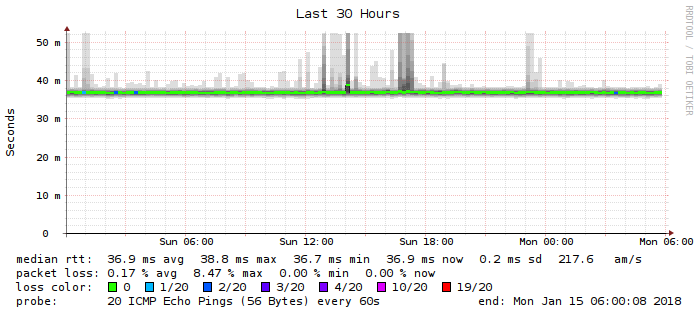 Last 30 Hours
RRDTOOL / TOBI OETIKER
Seconds
50 m
40 m
30 m
20 m
10 m
0
Sun 06:00 Sun 12:00 Sun 18:00 Mon 00:00 Mon 06:00
median rtt: 36.9 ms avg 38.8 ms max 36.7 ms min 36.9 ms now 0.2 ms sd 217.6 am/s
packet loss: 0.17 % avg 8.47 % max 0.00 % min 0.00 % now
loss color: 0 1/20 2/20 3/20 4/20 10/20 19/20
probe: 20 ICMP Echo Pings (56 Bytes) every 60s end: Mon Jan 15 06:00:08 2018